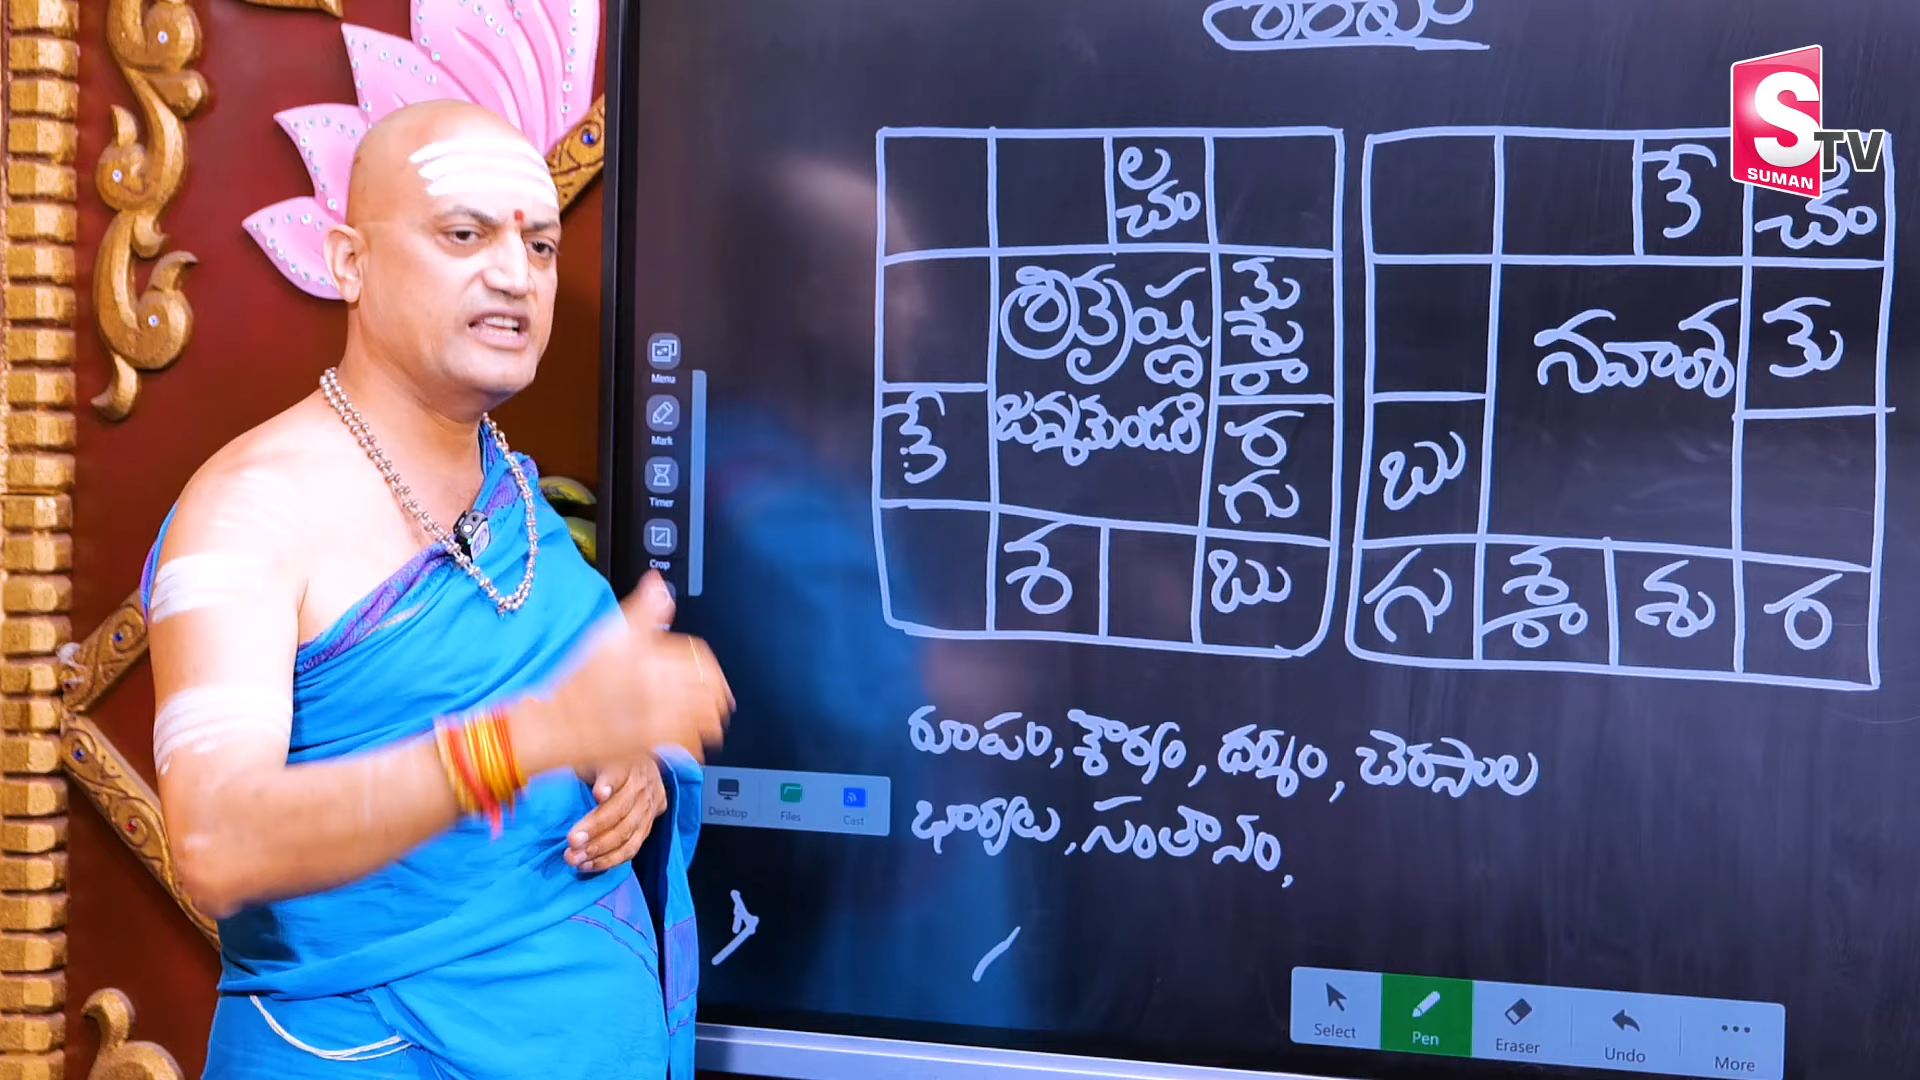 S
TV
SUMAN
ల
చం
కే
చం
శ్రీకృష్ణ
జన్మకుండలి
కు
శు
రా
కే
ర
గు
శ
బు
నవాంశ
కు
బు
గు
శ
రా
శు
ర
రూపం, శౌర్యం, ధర్మం, చెరసాల
భార్యలు, సంతానం,
Menu
Mark
Timer
Crop
Desktop
Files
Cast
Select
Pen
Eraser
Undo
More